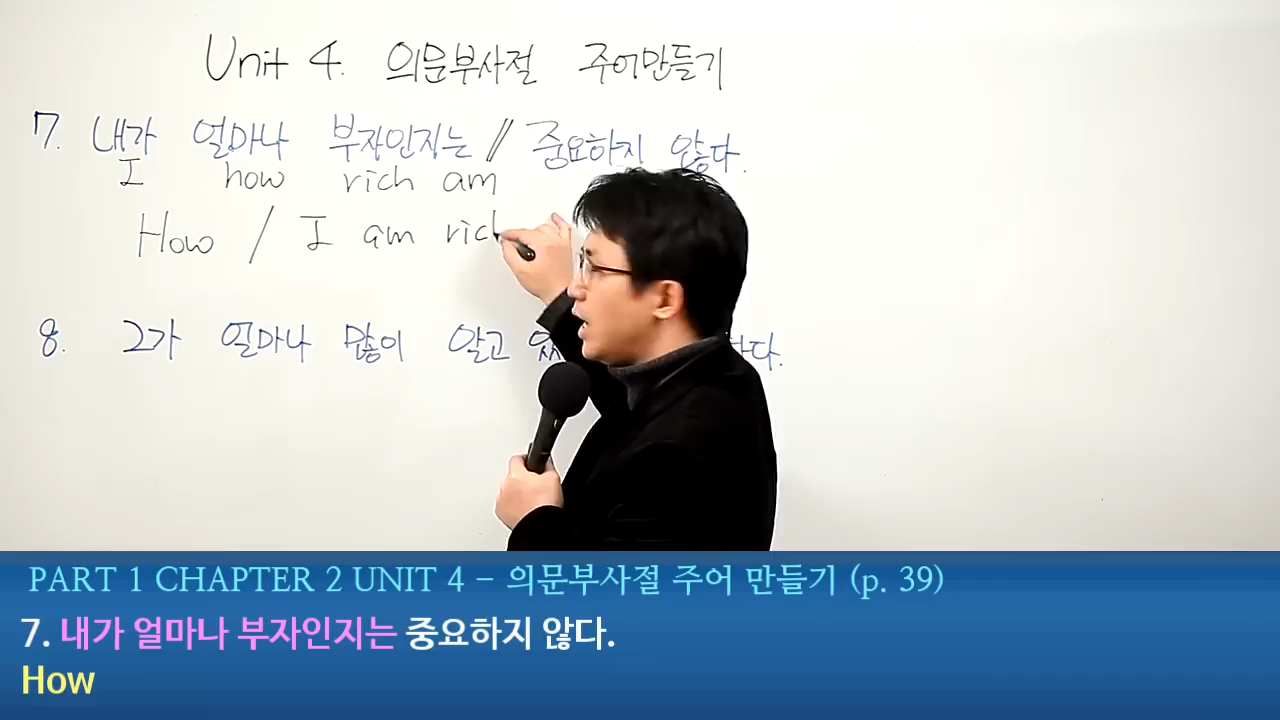 Unit 4. 의문부사절 주어만들기
7. 내가 얼마나 부자인지는 // 중요하지 않다.
I how rich am
How / I am rich
8. 그가 얼마나 많이 알고
PART 1 CHAPTER 2 UNIT 4 - 의문부사절 주어 만들기 (p. 39)
7. 내가 얼마나 부자인지는 중요하지 않다.
How